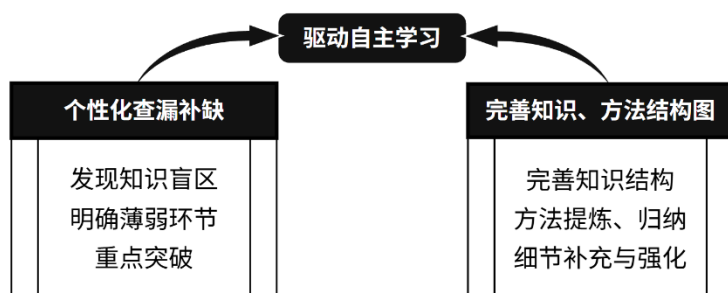 驱动自主学习
个性化查漏补缺
发现知识盲区
明确薄弱环节
重点突破
完善知识、方法结构图
完善知识结构
方法提炼、归纳
细节补充与强化